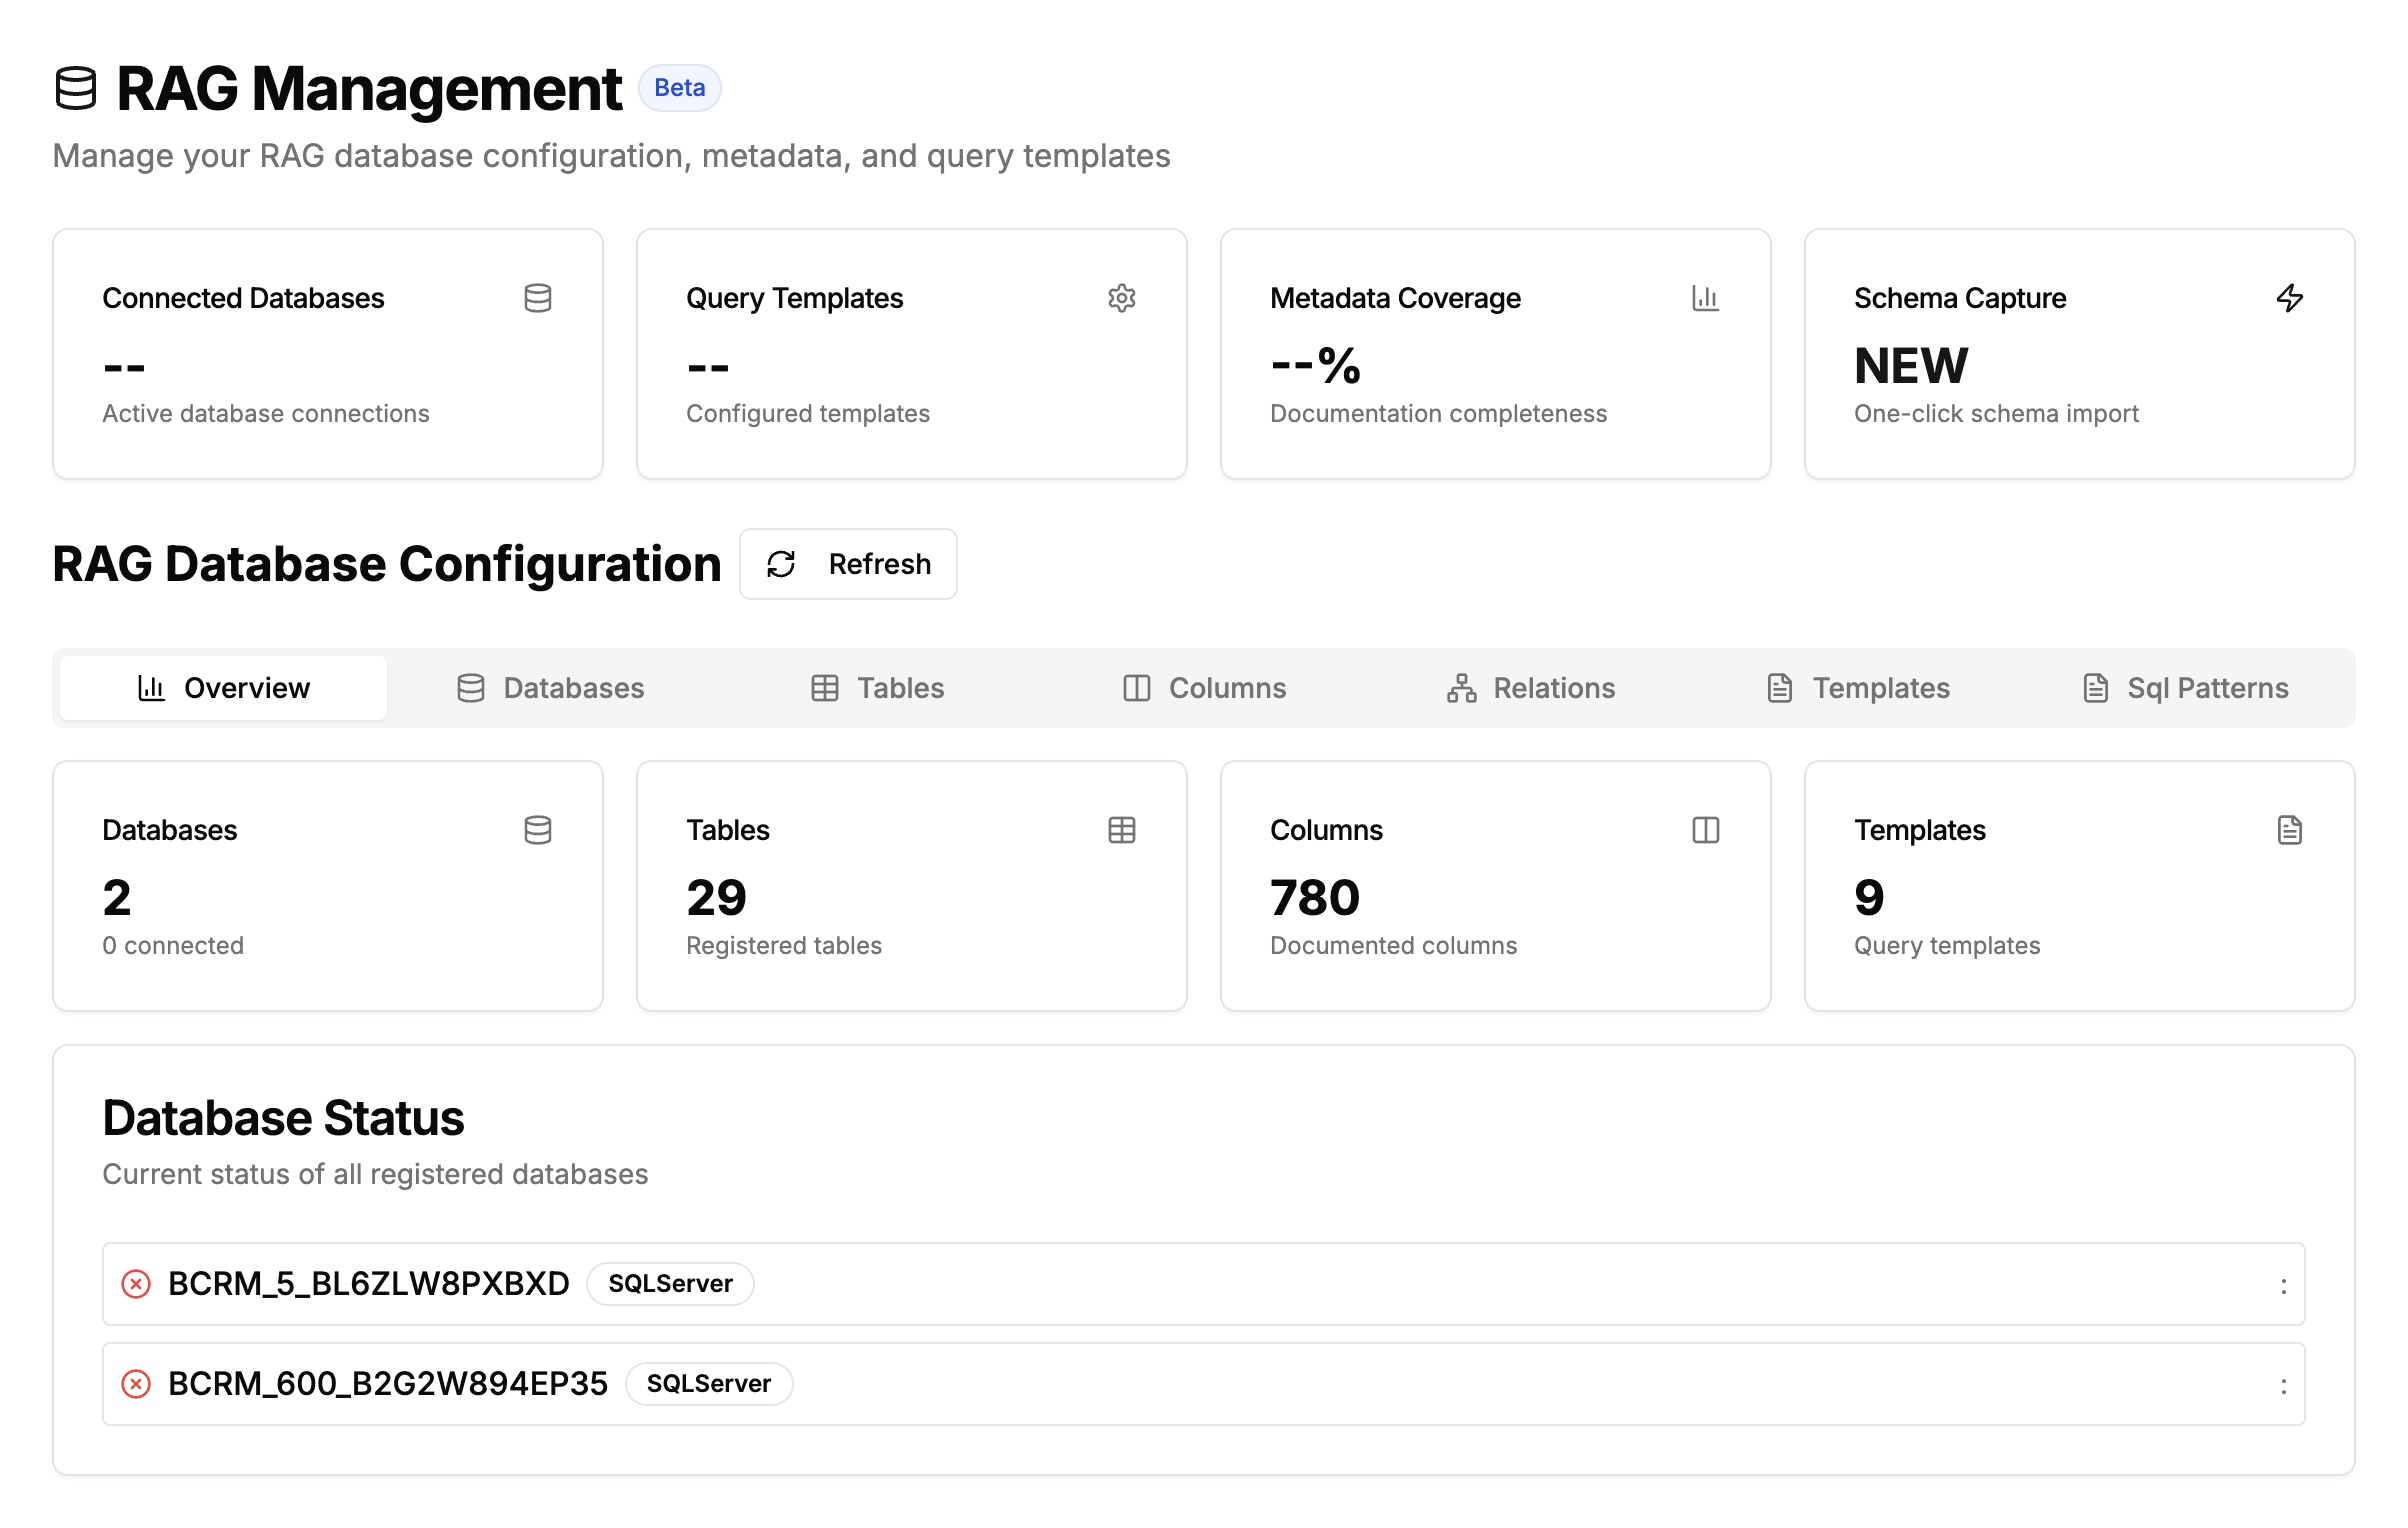 RAG Management Beta
Manage your RAG database configuration, metadata, and query templates
Connected Databases
--
Active database connections
Query Templates
--
Configured templates
Metadata Coverage
--%
Documentation completeness
Schema Capture
NEW
One-click schema import
RAG Database Configuration Refresh
Overview Databases Tables Columns Relations Templates Sql Patterns
Databases
2
0 connected
Tables
29
Registered tables
Columns
780
Documented columns
Templates
9
Query templates
Database Status
Current status of all registered databases
BCRM_5_BL6ZLW8PXBXD SQLServer :
BCRM_600_B2G2W894EP35 SQLServer :